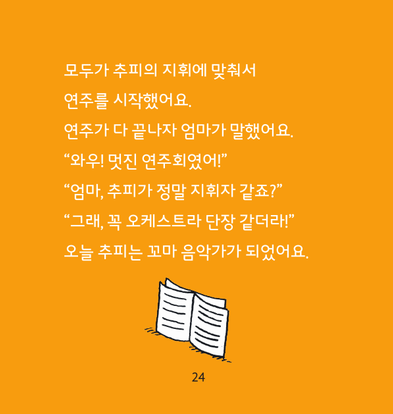 모두가 추피의 지휘에 맞춰서
연주를 시작했어요.
연주가 다 끝나자 엄마가 말했어요.
“와우! 멋진 연주회였어!”
“엄마, 추피가 정말 지휘자 같죠?”
“그래, 꼭 오케스트라 단장 같더라!”
오늘 추피는 꼬마 음악가가 되었어요.
24